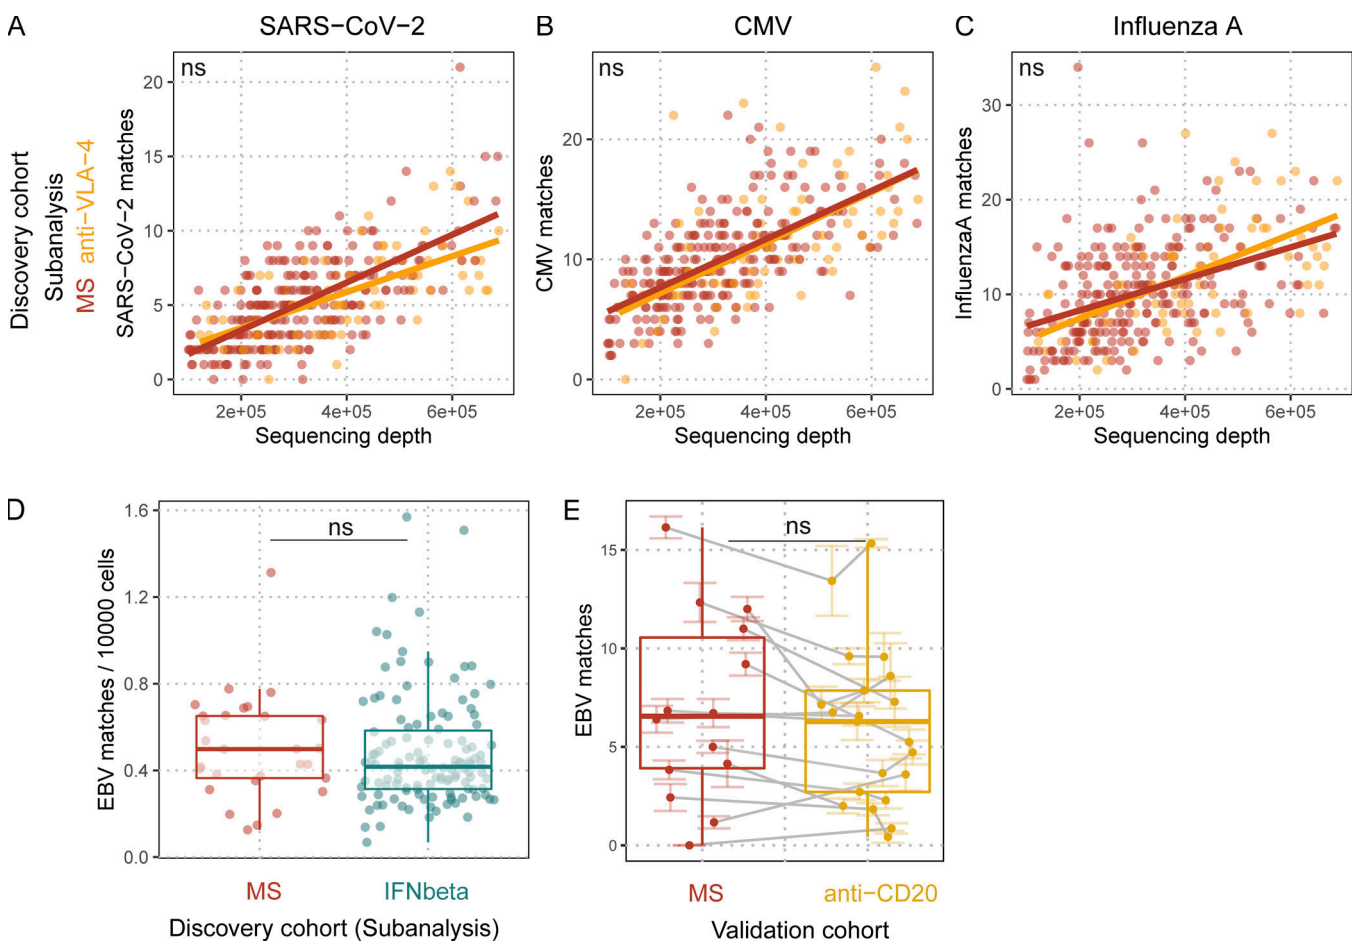 A
SARS−CoV−2
ns
Discovery cohort
Subanalysis
MS anti−VLA−4
SARS−CoV−2 matches
20
15
10
5
0
2e+05 4e+05 6e+05
Sequencing depth
B
CMV
ns
CMV matches
20
10
0
2e+05 4e+05 6e+05
Sequencing depth
C
Influenza A
ns
InfluenzaA matches
30
20
10
0
2e+05 4e+05 6e+05
Sequencing depth
D
ns
EBV matches / 10000 cells
1.6
1.2
0.8
0.4
0.0
MS IFNbeta
Discovery cohort (Subanalysis)
E
ns
EBV matches
15
10
5
0
MS anti−CD20
Validation cohort